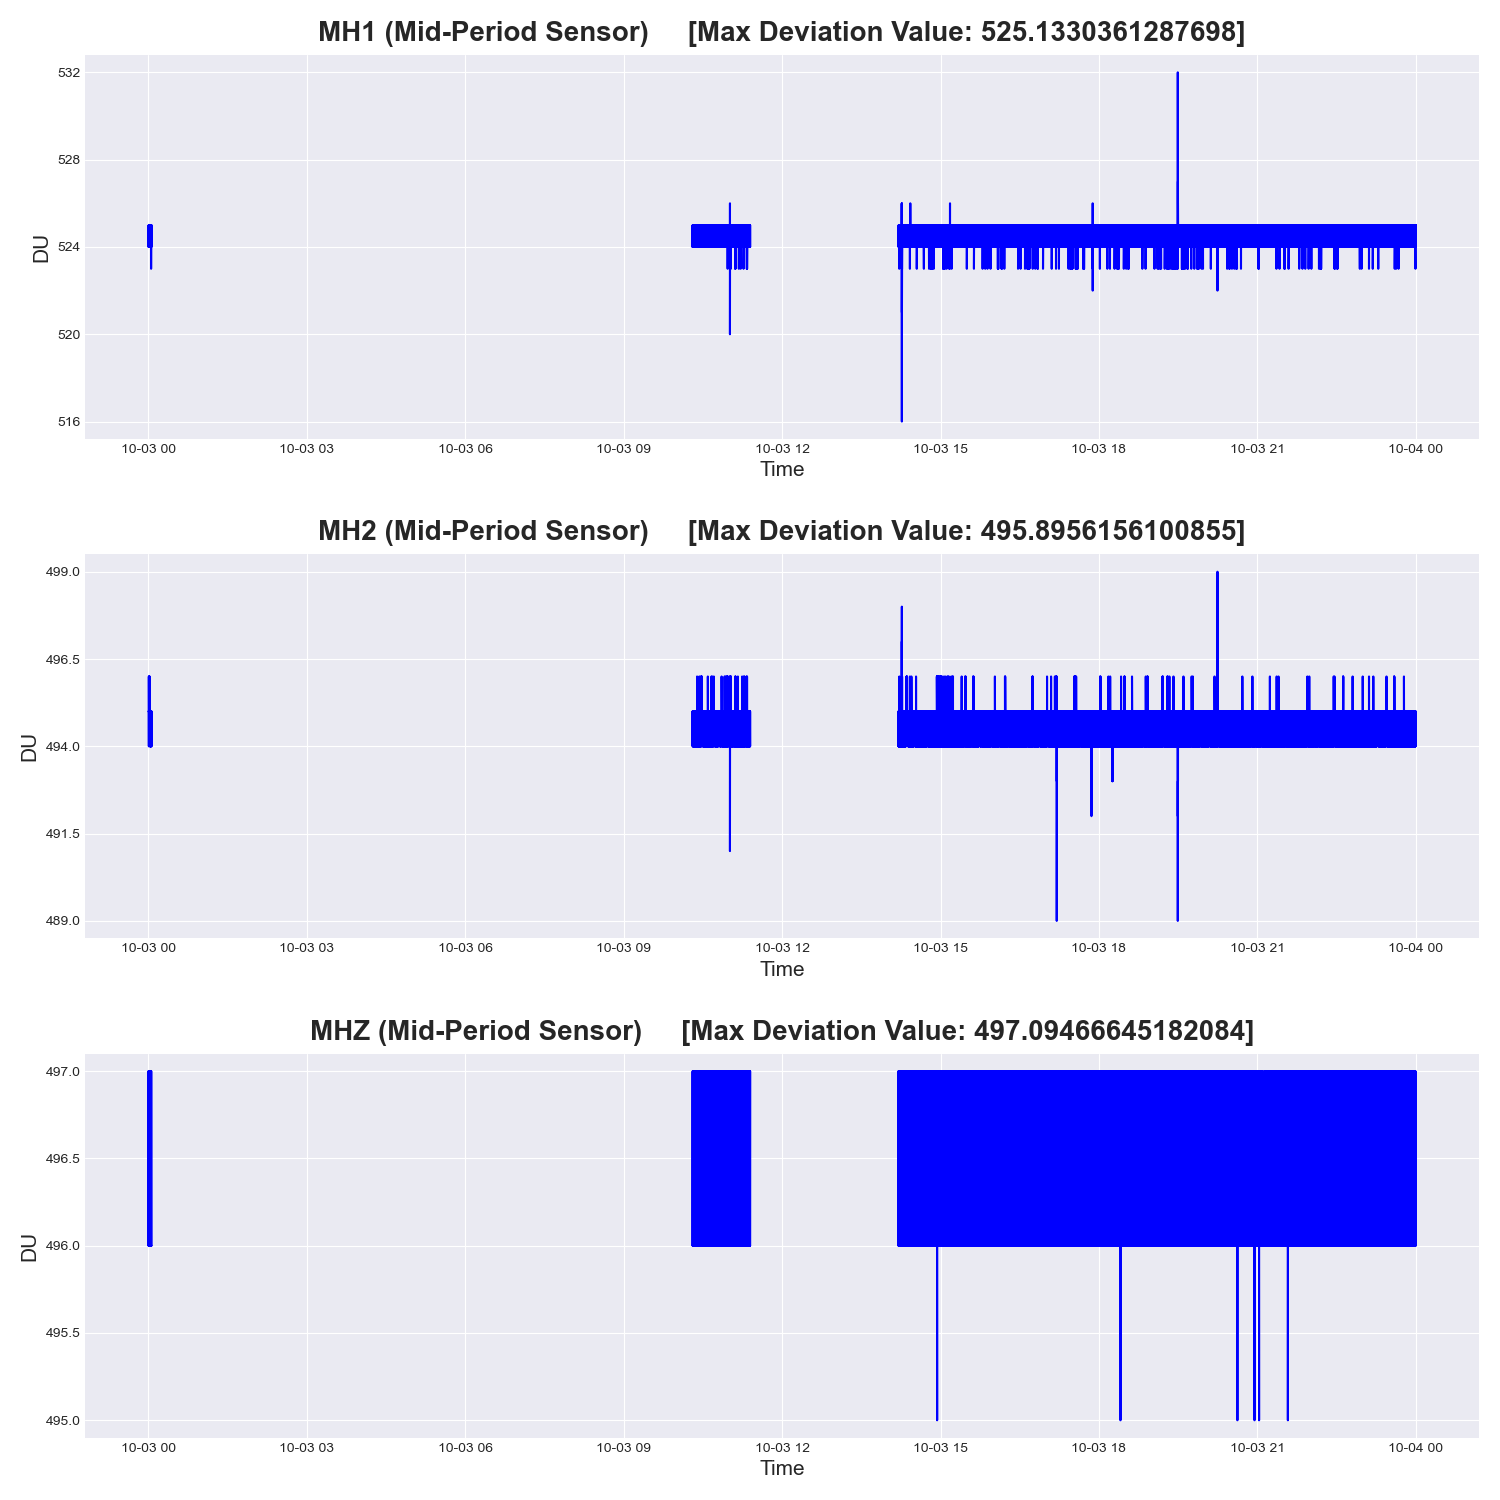 MH1 (Mid-Period Sensor) [Max Deviation Value: 525.1330361287698]
532
528
524
520
516
DU
10-03 00 10-03 03 10-03 06 10-03 09 10-03 12 10-03 15 10-03 18 10-03 21 10-04 00
Time
MH2 (Mid-Period Sensor) [Max Deviation Value: 495.8956156100855]
499.0
496.5
494.0
491.5
489.0
DU
10-03 00 10-03 03 10-03 06 10-03 09 10-03 12 10-03 15 10-03 18 10-03 21 10-04 00
Time
MHZ (Mid-Period Sensor) [Max Deviation Value: 497.09466645182084]
497.0
496.5
496.0
495.5
495.0
DU
10-03 00 10-03 03 10-03 06 10-03 09 10-03 12 10-03 15 10-03 18 10-03 21 10-04 00
Time